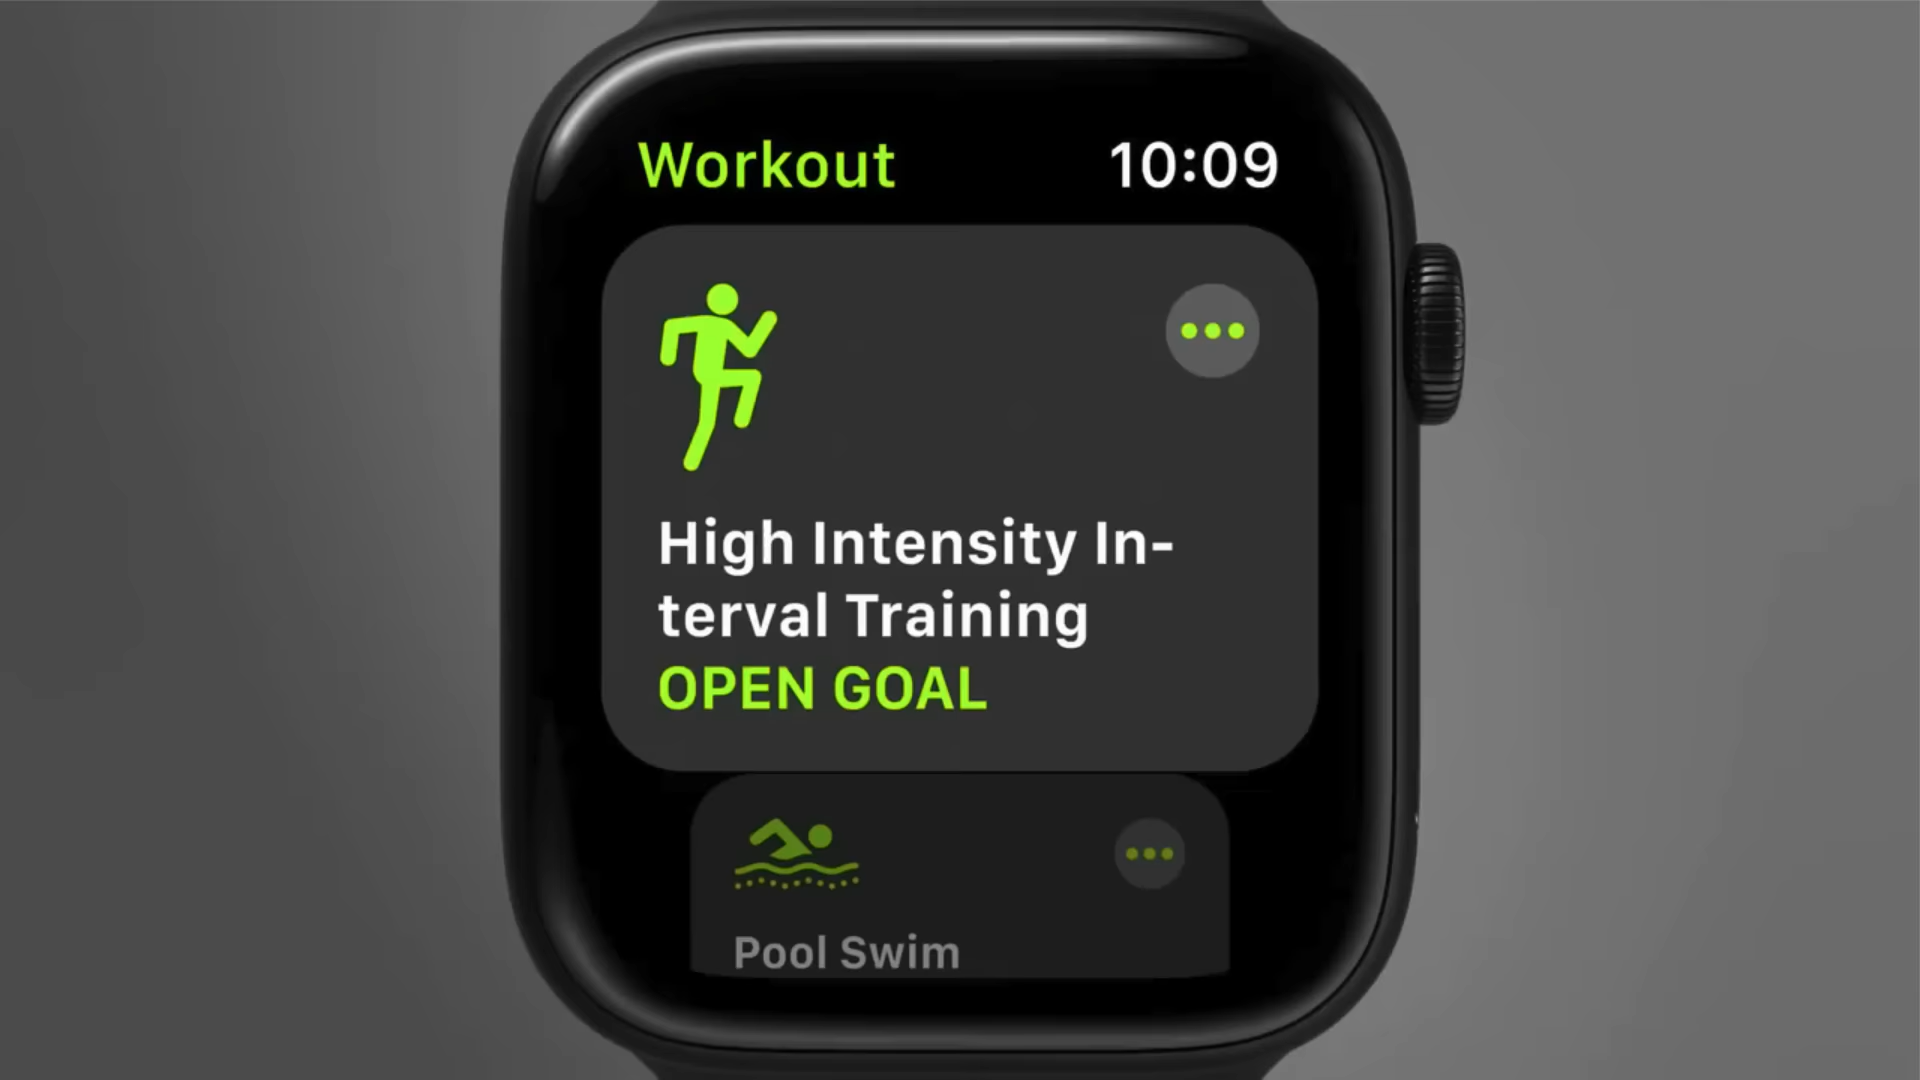 Workout
10:09
High Intensity In-
terval Training
OPEN GOAL
Pool Swim